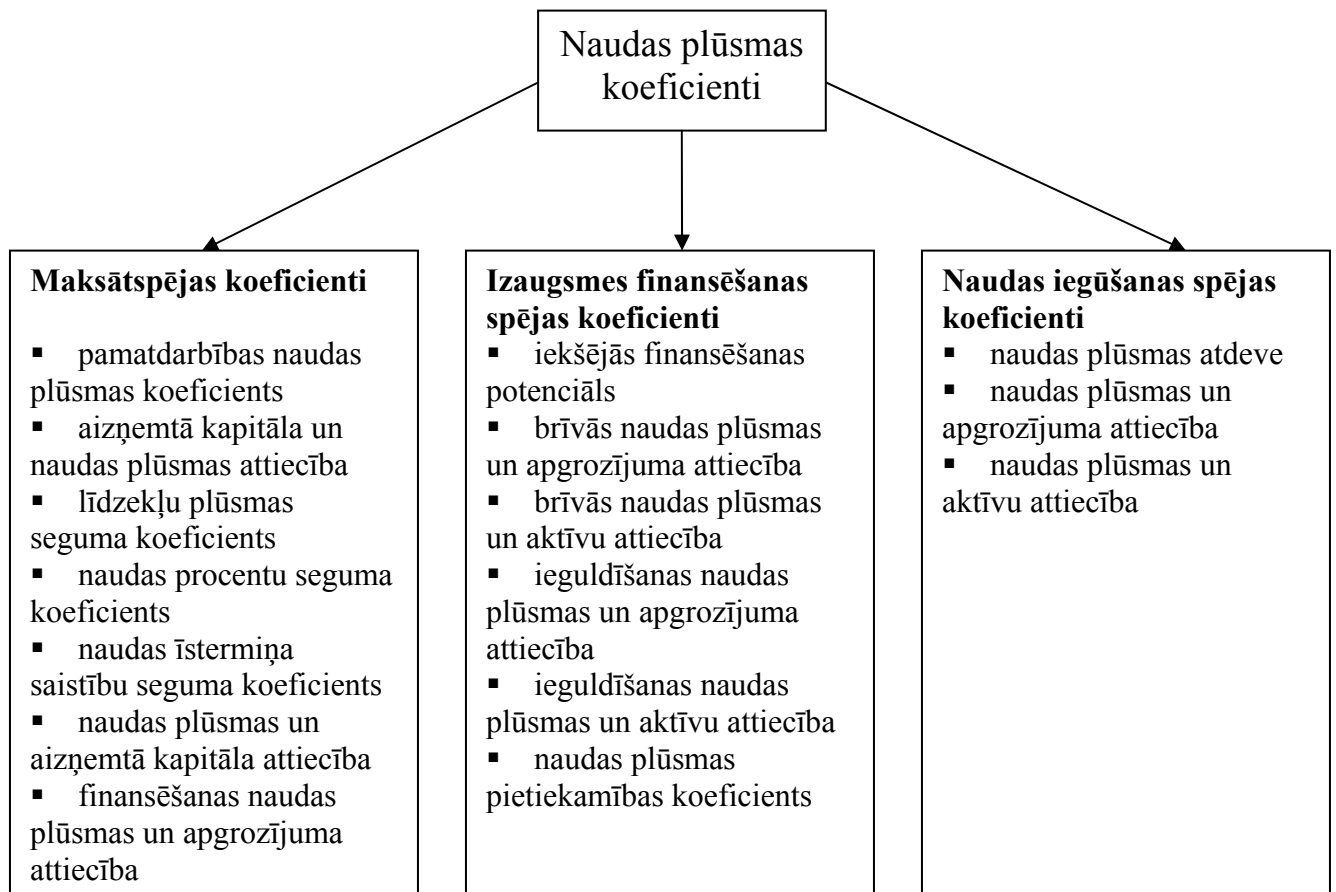 Naudas plūsmas
koeficienti
Maksātspējas koeficienti
▪ pamatdarbības naudas
plūsmas koeficients
▪ aizņemtā kapitāla un
naudas plūsmas attiecība
▪ līdzekļu plūsmas
seguma koeficients
▪ naudas procentu seguma
koeficients
▪ naudas īstermiņa
saistību seguma koeficients
▪ naudas plūsmas un
aizņemtā kapitāla attiecība
▪ finansēšanas naudas
plūsmas un apgrozījuma
attiecība
Izaugsmes finansēšanas
spējas koeficienti
▪ iekšējās finansēšanas
potenciāls
▪ brīvās naudas plūsmas
un apgrozījuma attiecība
▪ brīvās naudas plūsmas
un aktīvu attiecība
▪ ieguldīšanas naudas
plūsmas un apgrozījuma
attiecība
▪ ieguldīšanas naudas
plūsmas un aktīvu attiecība
▪ naudas plūsmas
pietiekamības koeficients
Naudas iegūšanas spējas
koeficienti
▪ naudas plūsmas atdeve
▪ naudas plūsmas un
apgrozījuma attiecība
▪ naudas plūsmas un
aktīvu attiecība